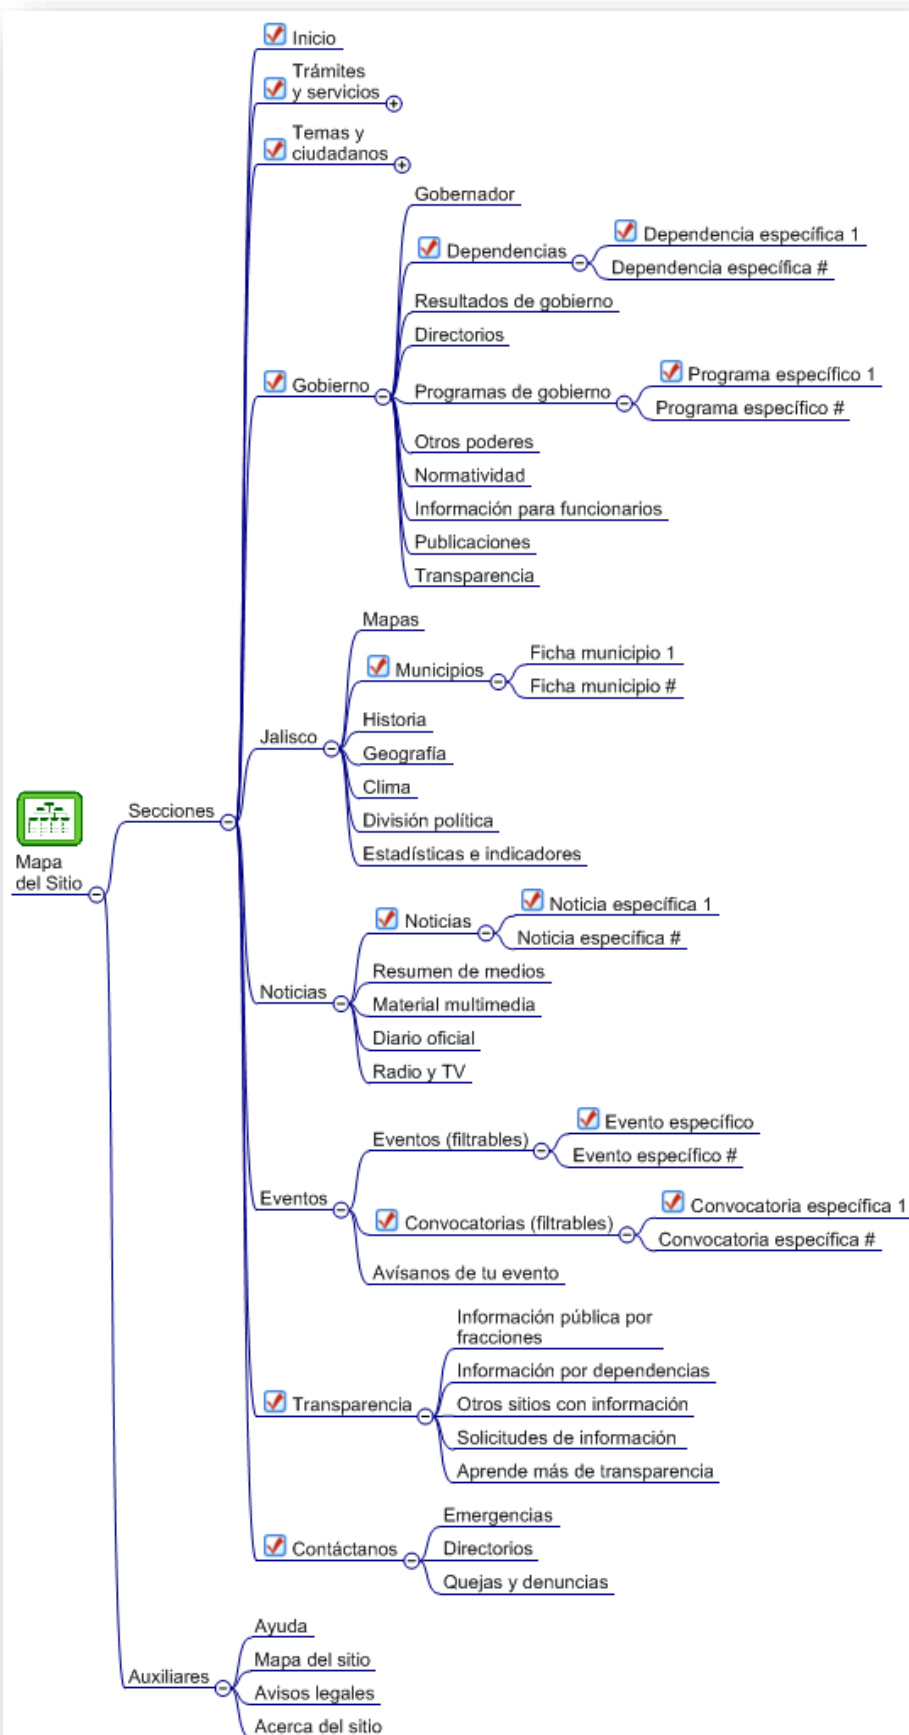 Inicio
Trámites
y servicios
Temas y
ciudadanos
Gobernador
Dependencia específica 1
Dependencias
Dependencia específica #
Resultados de gobierno
Directorios
Gobierno
Programa específico 1
Programas de gobierno
Programa específico #
Otros poderes
Normatividad
Información para funcionarios
Publicaciones
Transparencia
Mapas
Ficha municipio 1
Municipios
Ficha municipio #
Historia
Jalisco
Geografía
Clima
División política
Secciones
Estadísticas e indicadores
Mapa
del Sitio
Noticia específica 1
Noticias
Noticia específica #
Resumen de medios
Noticias
Material multimedia
Diario oficial
Radio y TV
Evento específico
Eventos (filtrables)
Evento específico #
Eventos
Convocatoria específica 1
Convocatorias (filtrables)
Convocatoria específica #
Avísanos de tu evento
Información pública por
fracciones
Información por dependencias
Transparencia
Otros sitios con información
Solicitudes de información
Aprende más de transparencia
Emergencias
Contáctanos
Directorios
Quejas y denuncias
Ayuda
Mapa del sitio
Auxiliares
Avisos legales
Acerca del sitio